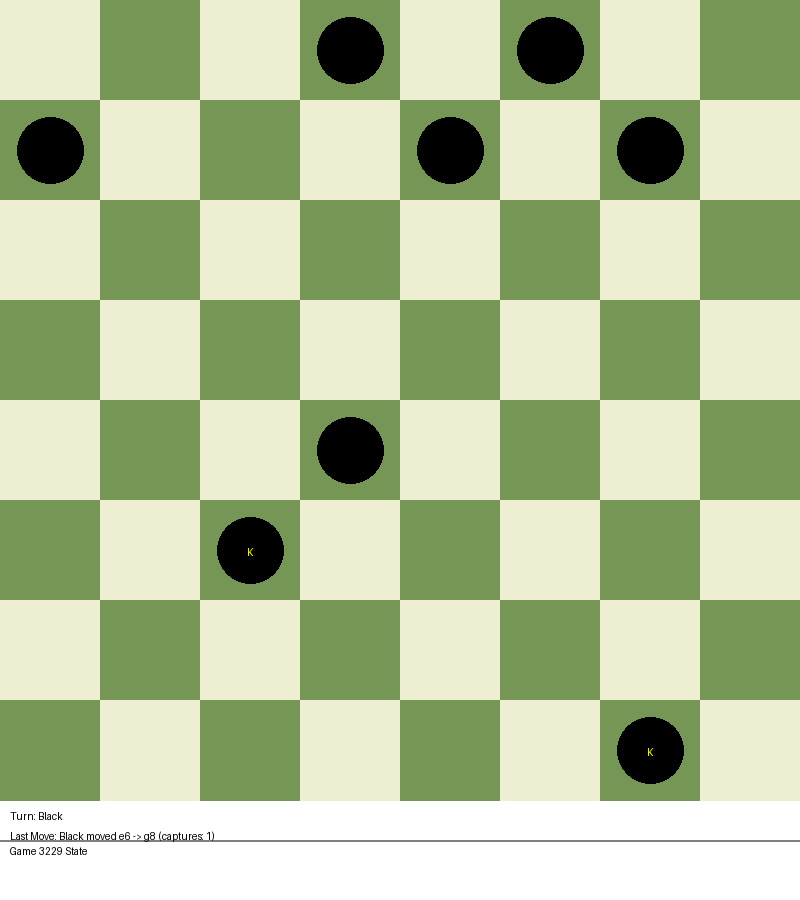 K
K
Turn: Black
Last Move: Black moved e6 -> g8 (captures: 1)
Game 3229 State